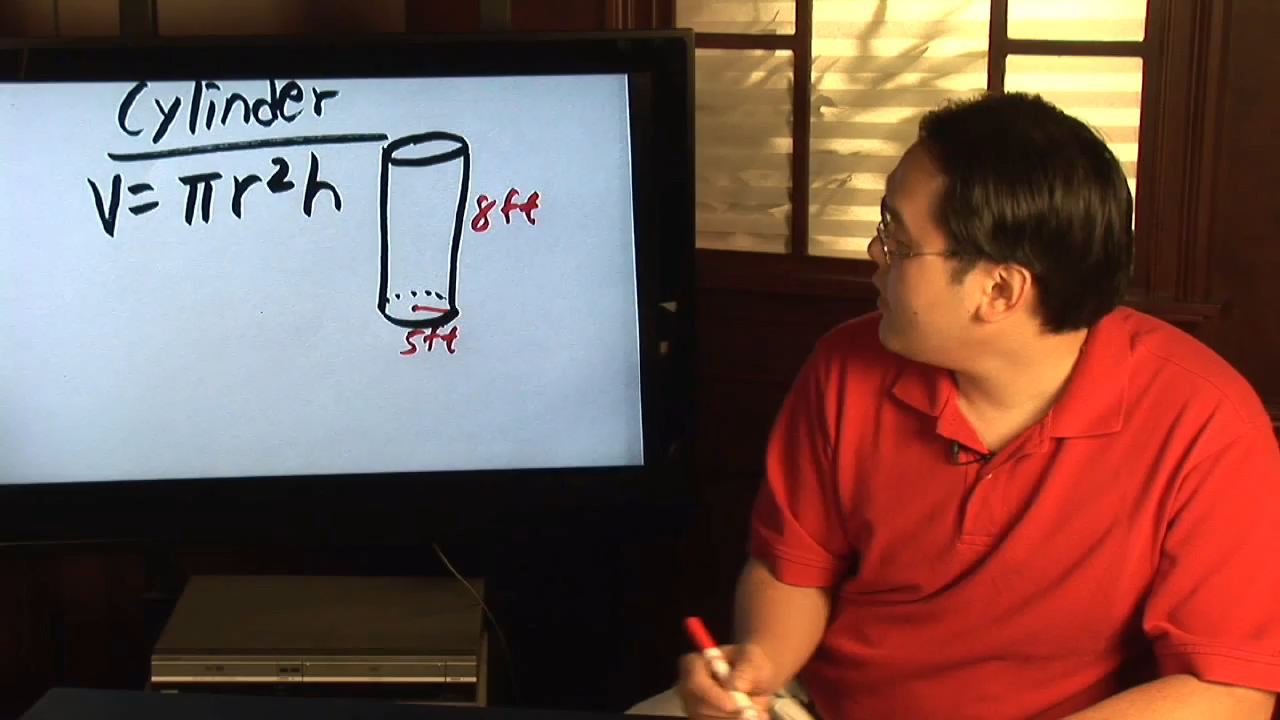 Cylinder
V = πr²h
8ft
5ft